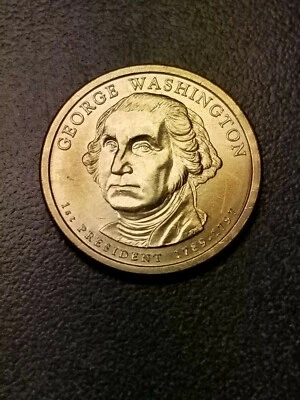 GEORGE WASHINGTON
1st PRESIDENT 1789-1797